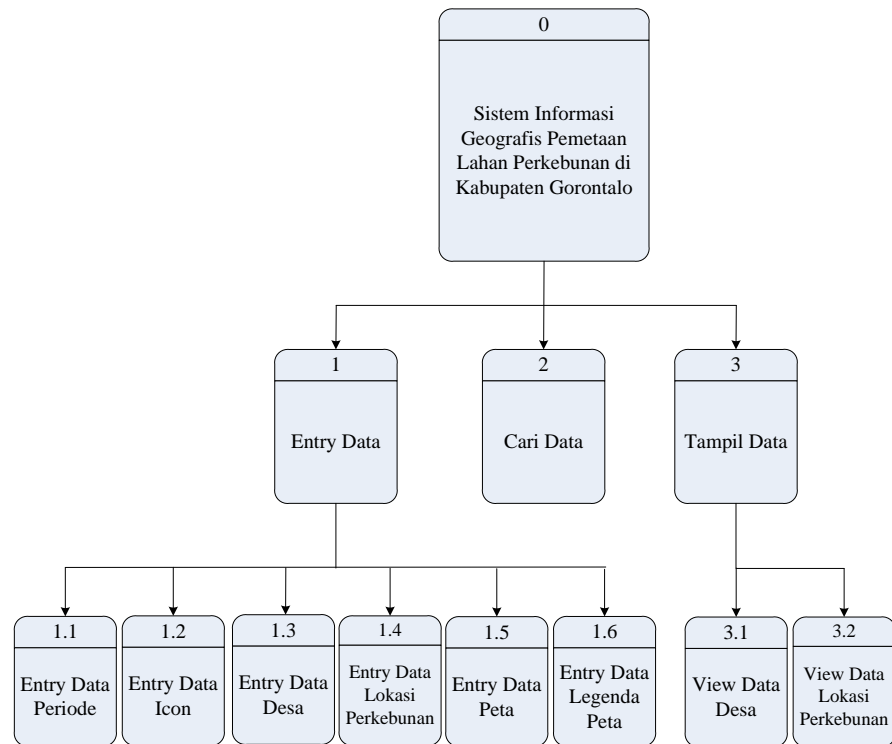 0
Sistem Informasi
Geografis Pemetaan
Lahan Perkebunan di
Kabupaten Gorontalo
1
Entry Data
2
Cari Data
3
Tampil Data
1.1
Entry Data
Periode
1.2
Entry Data
Icon
1.3
Entry Data
Desa
1.4
Entry Data
Lokasi
Perkebunan
1.5
Entry Data
Peta
1.6
Entry Data
Legenda
Peta
3.1
View Data
Desa
3.2
View Data
Lokasi
Perkebunan